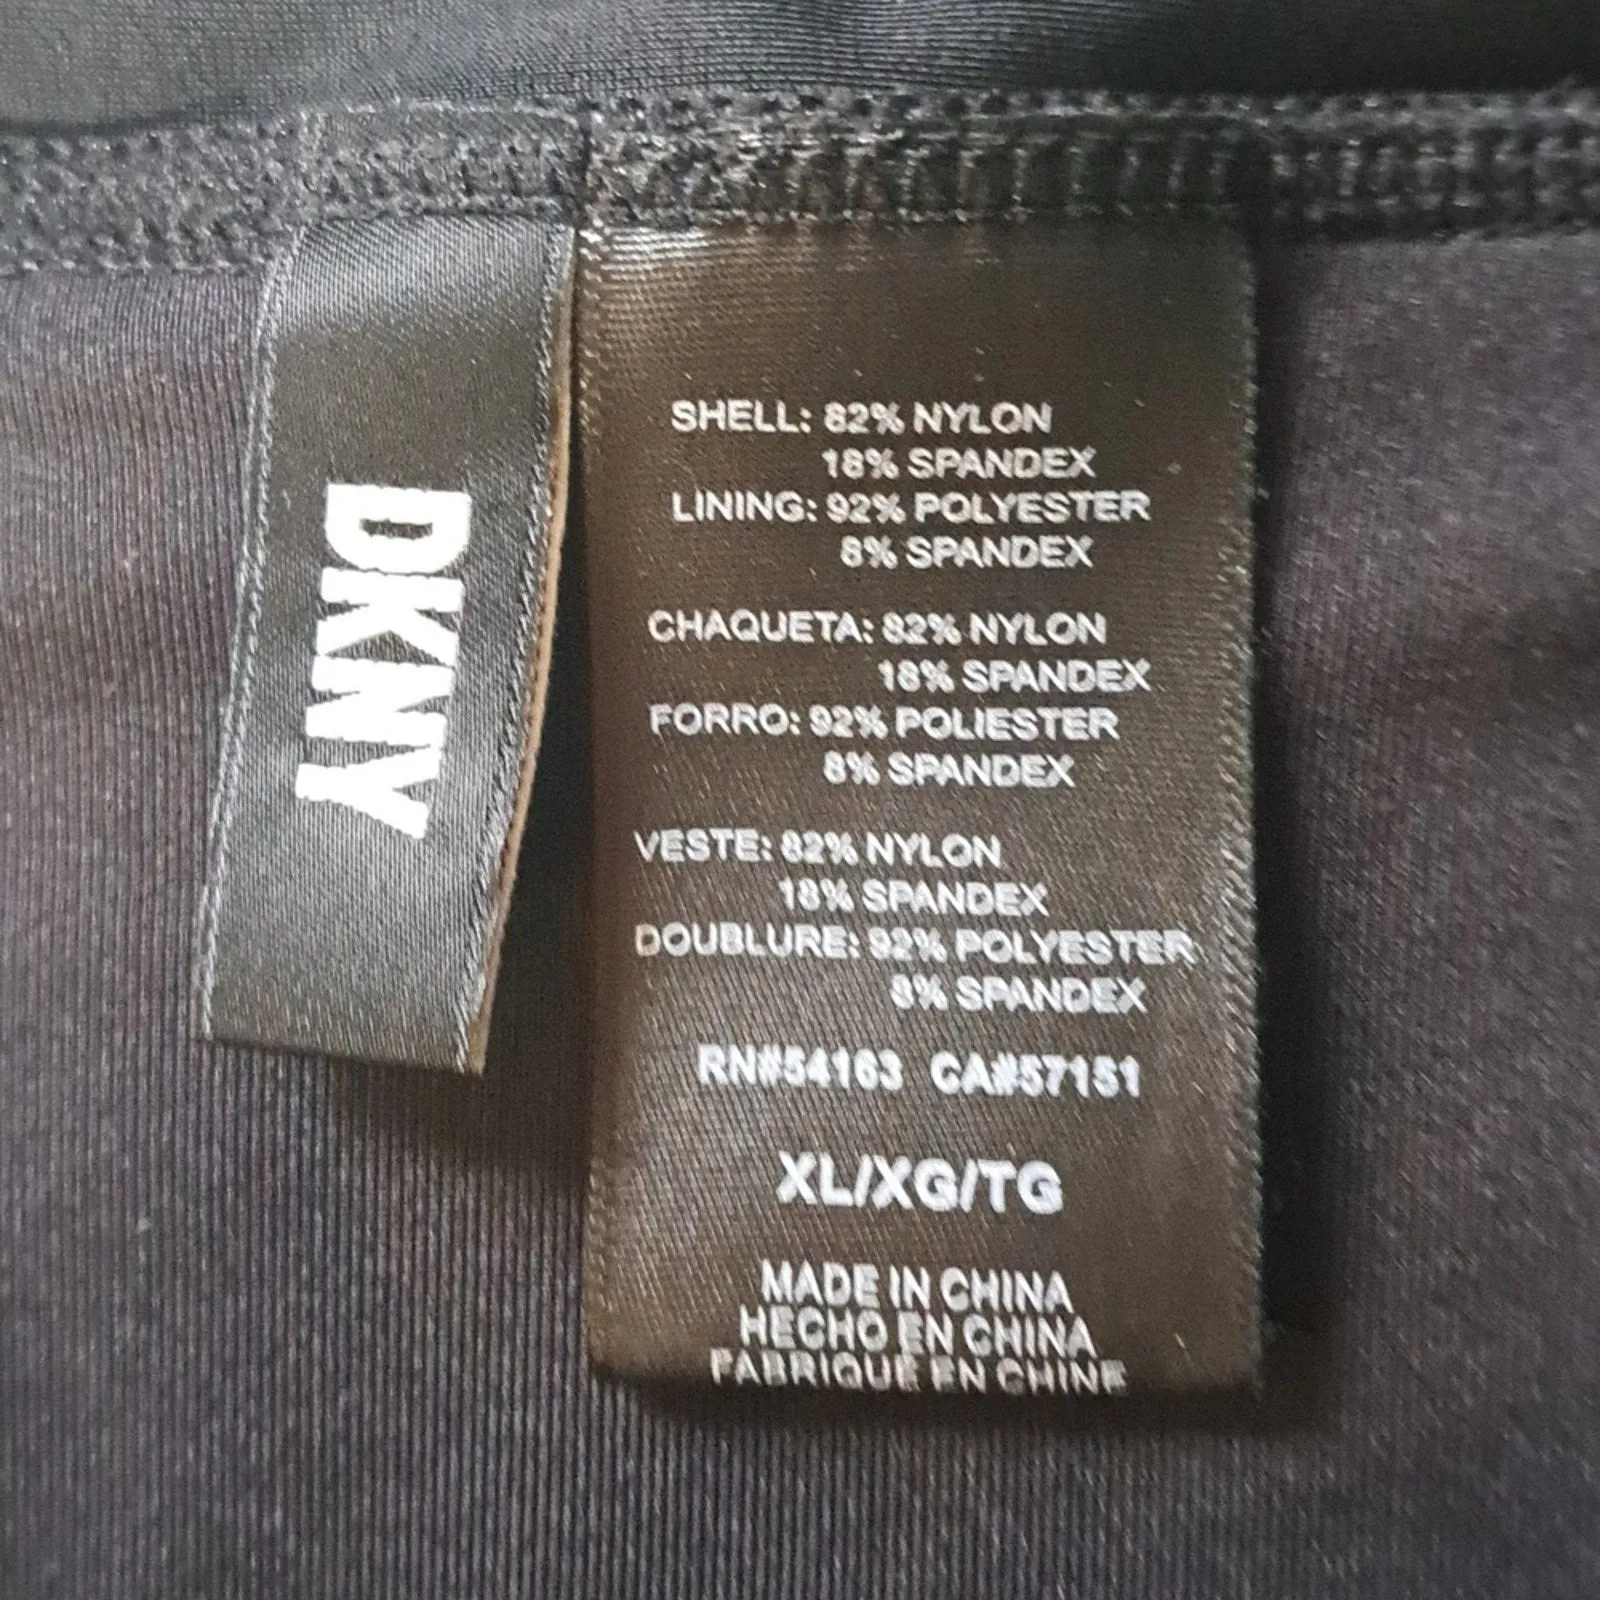 DKNY
SHELL: 82% NYLON
18% SPANDEX
LINING: 92% POLYESTER
8% SPANDEX
CHAQUETA: 82% NYLON
18% SPANDEX
FORRO: 92% POLIESTER
8% SPANDEX
VESTE: 82% NYLON
18% SPANDEX
DOUBLURE: 92% POLYESTER
8% SPANDEX
RN#54163 CA#57151
XL/XG/TG
MADE IN CHINA
HECHO EN CHINA
FABRIQUE EN CHINE